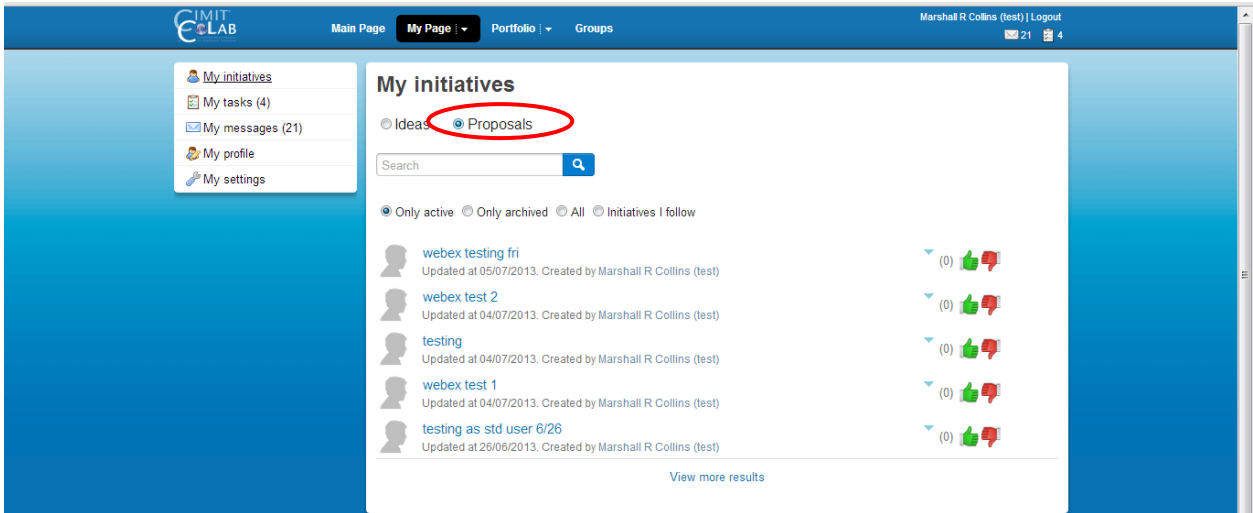 CIMIT
CoLAB
Main Page My Page Portfolio Groups
Marshall R Collins (test) | Logout
21 4
My initiatives
My tasks (4)
My messages (21)
My profile
My settings
My initiatives
Ideas Proposals
Search
Only active Only archived All Initiatives I follow
webex testing fri
Updated at 05/07/2013. Created by Marshall R Collins (test)
(0)
webex test 2
Updated at 04/07/2013. Created by Marshall R Collins (test)
(0)
testing
Updated at 04/07/2013. Created by Marshall R Collins (test)
(0)
webex test 1
Updated at 04/07/2013. Created by Marshall R Collins (test)
(0)
testing as std user 6/26
Updated at 26/06/2013. Created by Marshall R Collins (test)
(0)
View more results